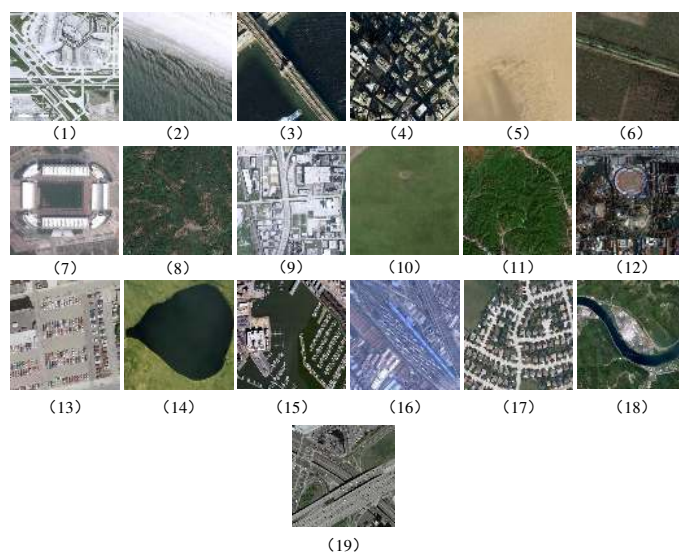 （1） （2） （3） （4） （5） （6）
（7） （8） （9） （10） （11） （12）
（13） （14） （15） （16） （17） （18）
（19）